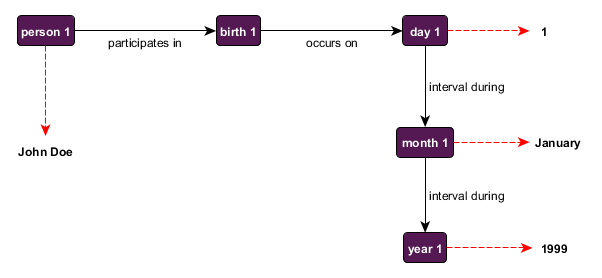 person 1
participates in
birth 1
occurs on
day 1
1
interval during
John Doe
month 1
January
interval during
year 1
1999